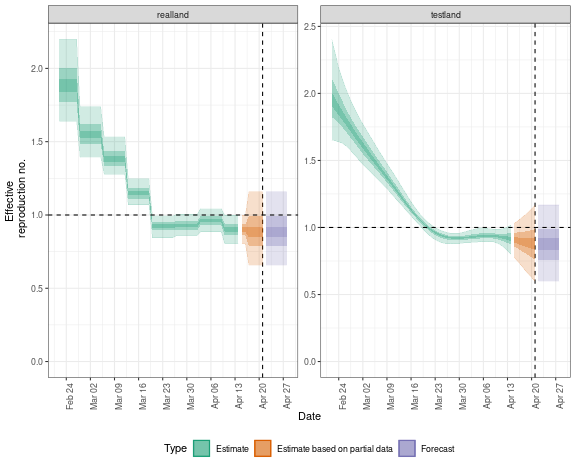 realland
testland
Effective
reproduction no.
2.0
1.5
1.0
0.5
0.0
2.5
2.0
1.5
1.0
0.5
0.0
Feb 24
Mar 02
Mar 09
Mar 16
Mar 23
Mar 30
Apr 06
Apr 13
Apr 20
Apr 27
Feb 24
Mar 02
Mar 09
Mar 16
Mar 23
Mar 30
Apr 06
Apr 13
Apr 20
Apr 27
Date
Type Estimate Estimate based on partial data Forecast